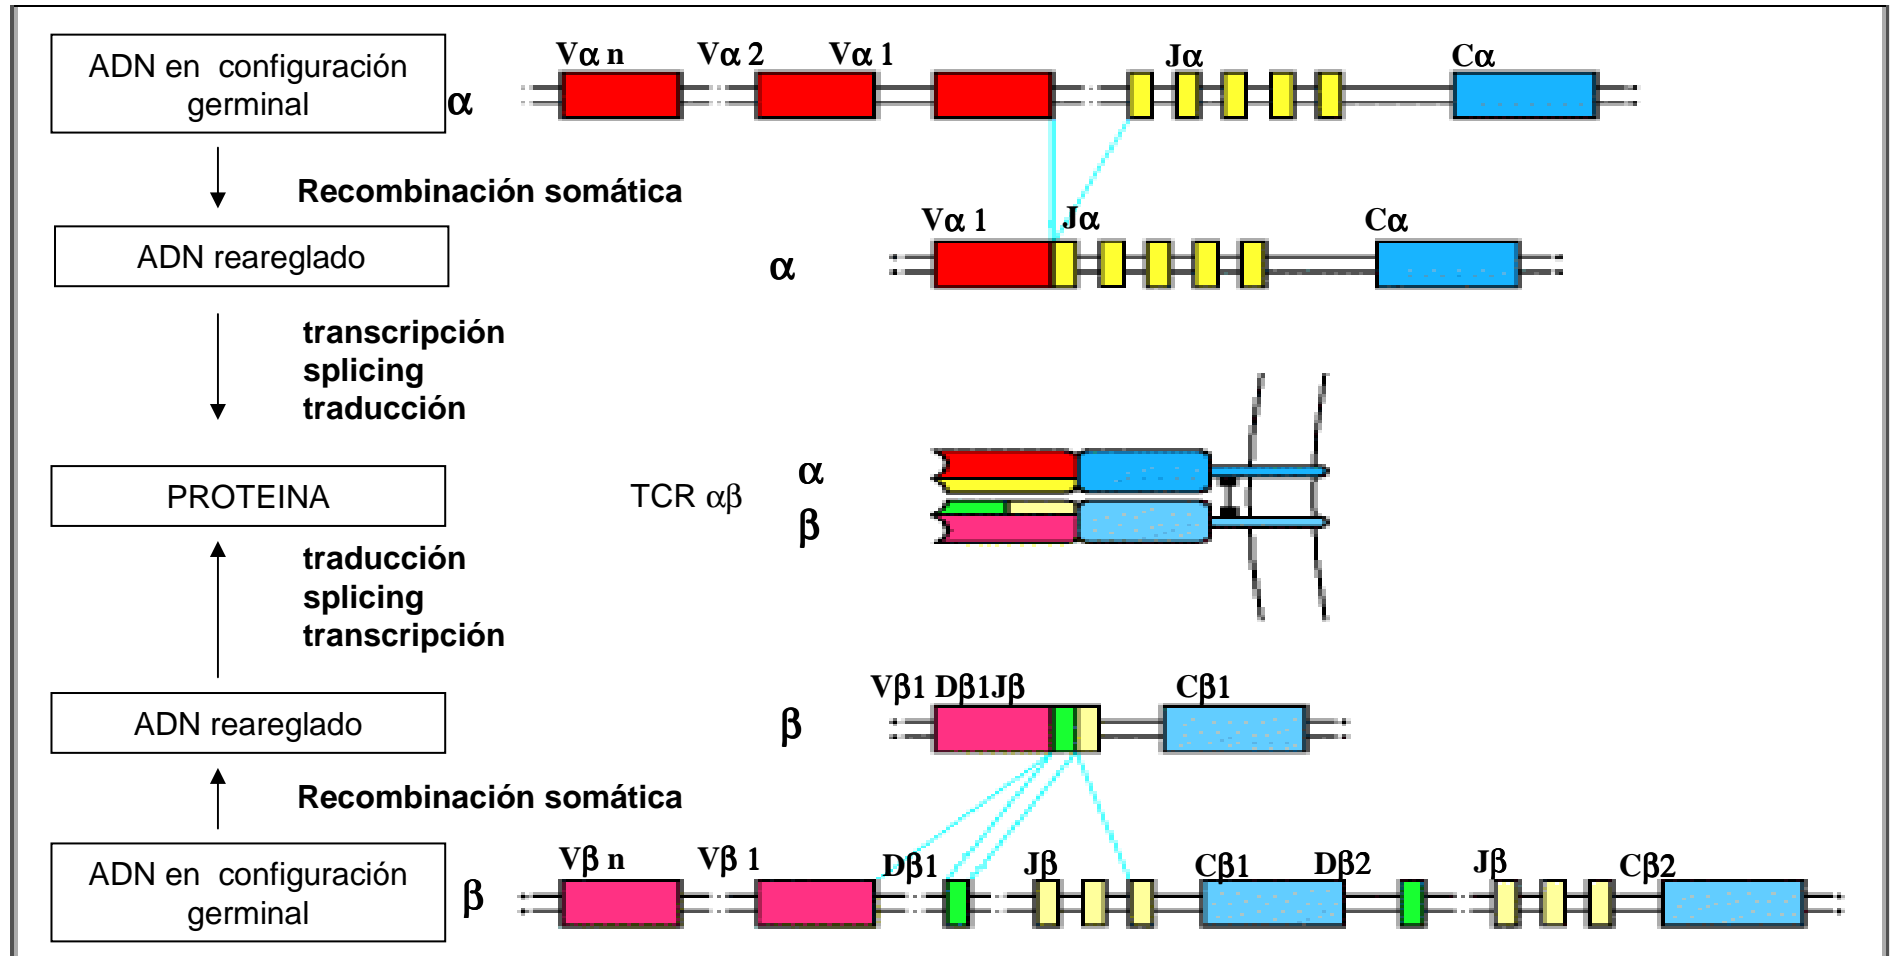 ADN en configuración
germinal
α
Vα n Vα 2 Vα 1 Jα Cα
Recombinación somática
Vα 1 Jα Cα
ADN reareglado
α
transcripción
splicing
traducción
PROTEINA
TCR αβ
α
β
traducción
splicing
transcripción
Vβ1 Dβ1Jβ Cβ1
ADN reareglado
β
Recombinación somática
ADN en configuración
germinal
β
Vβ n Vβ 1 Dβ1 Jβ Cβ1 Dβ2 Jβ Cβ2